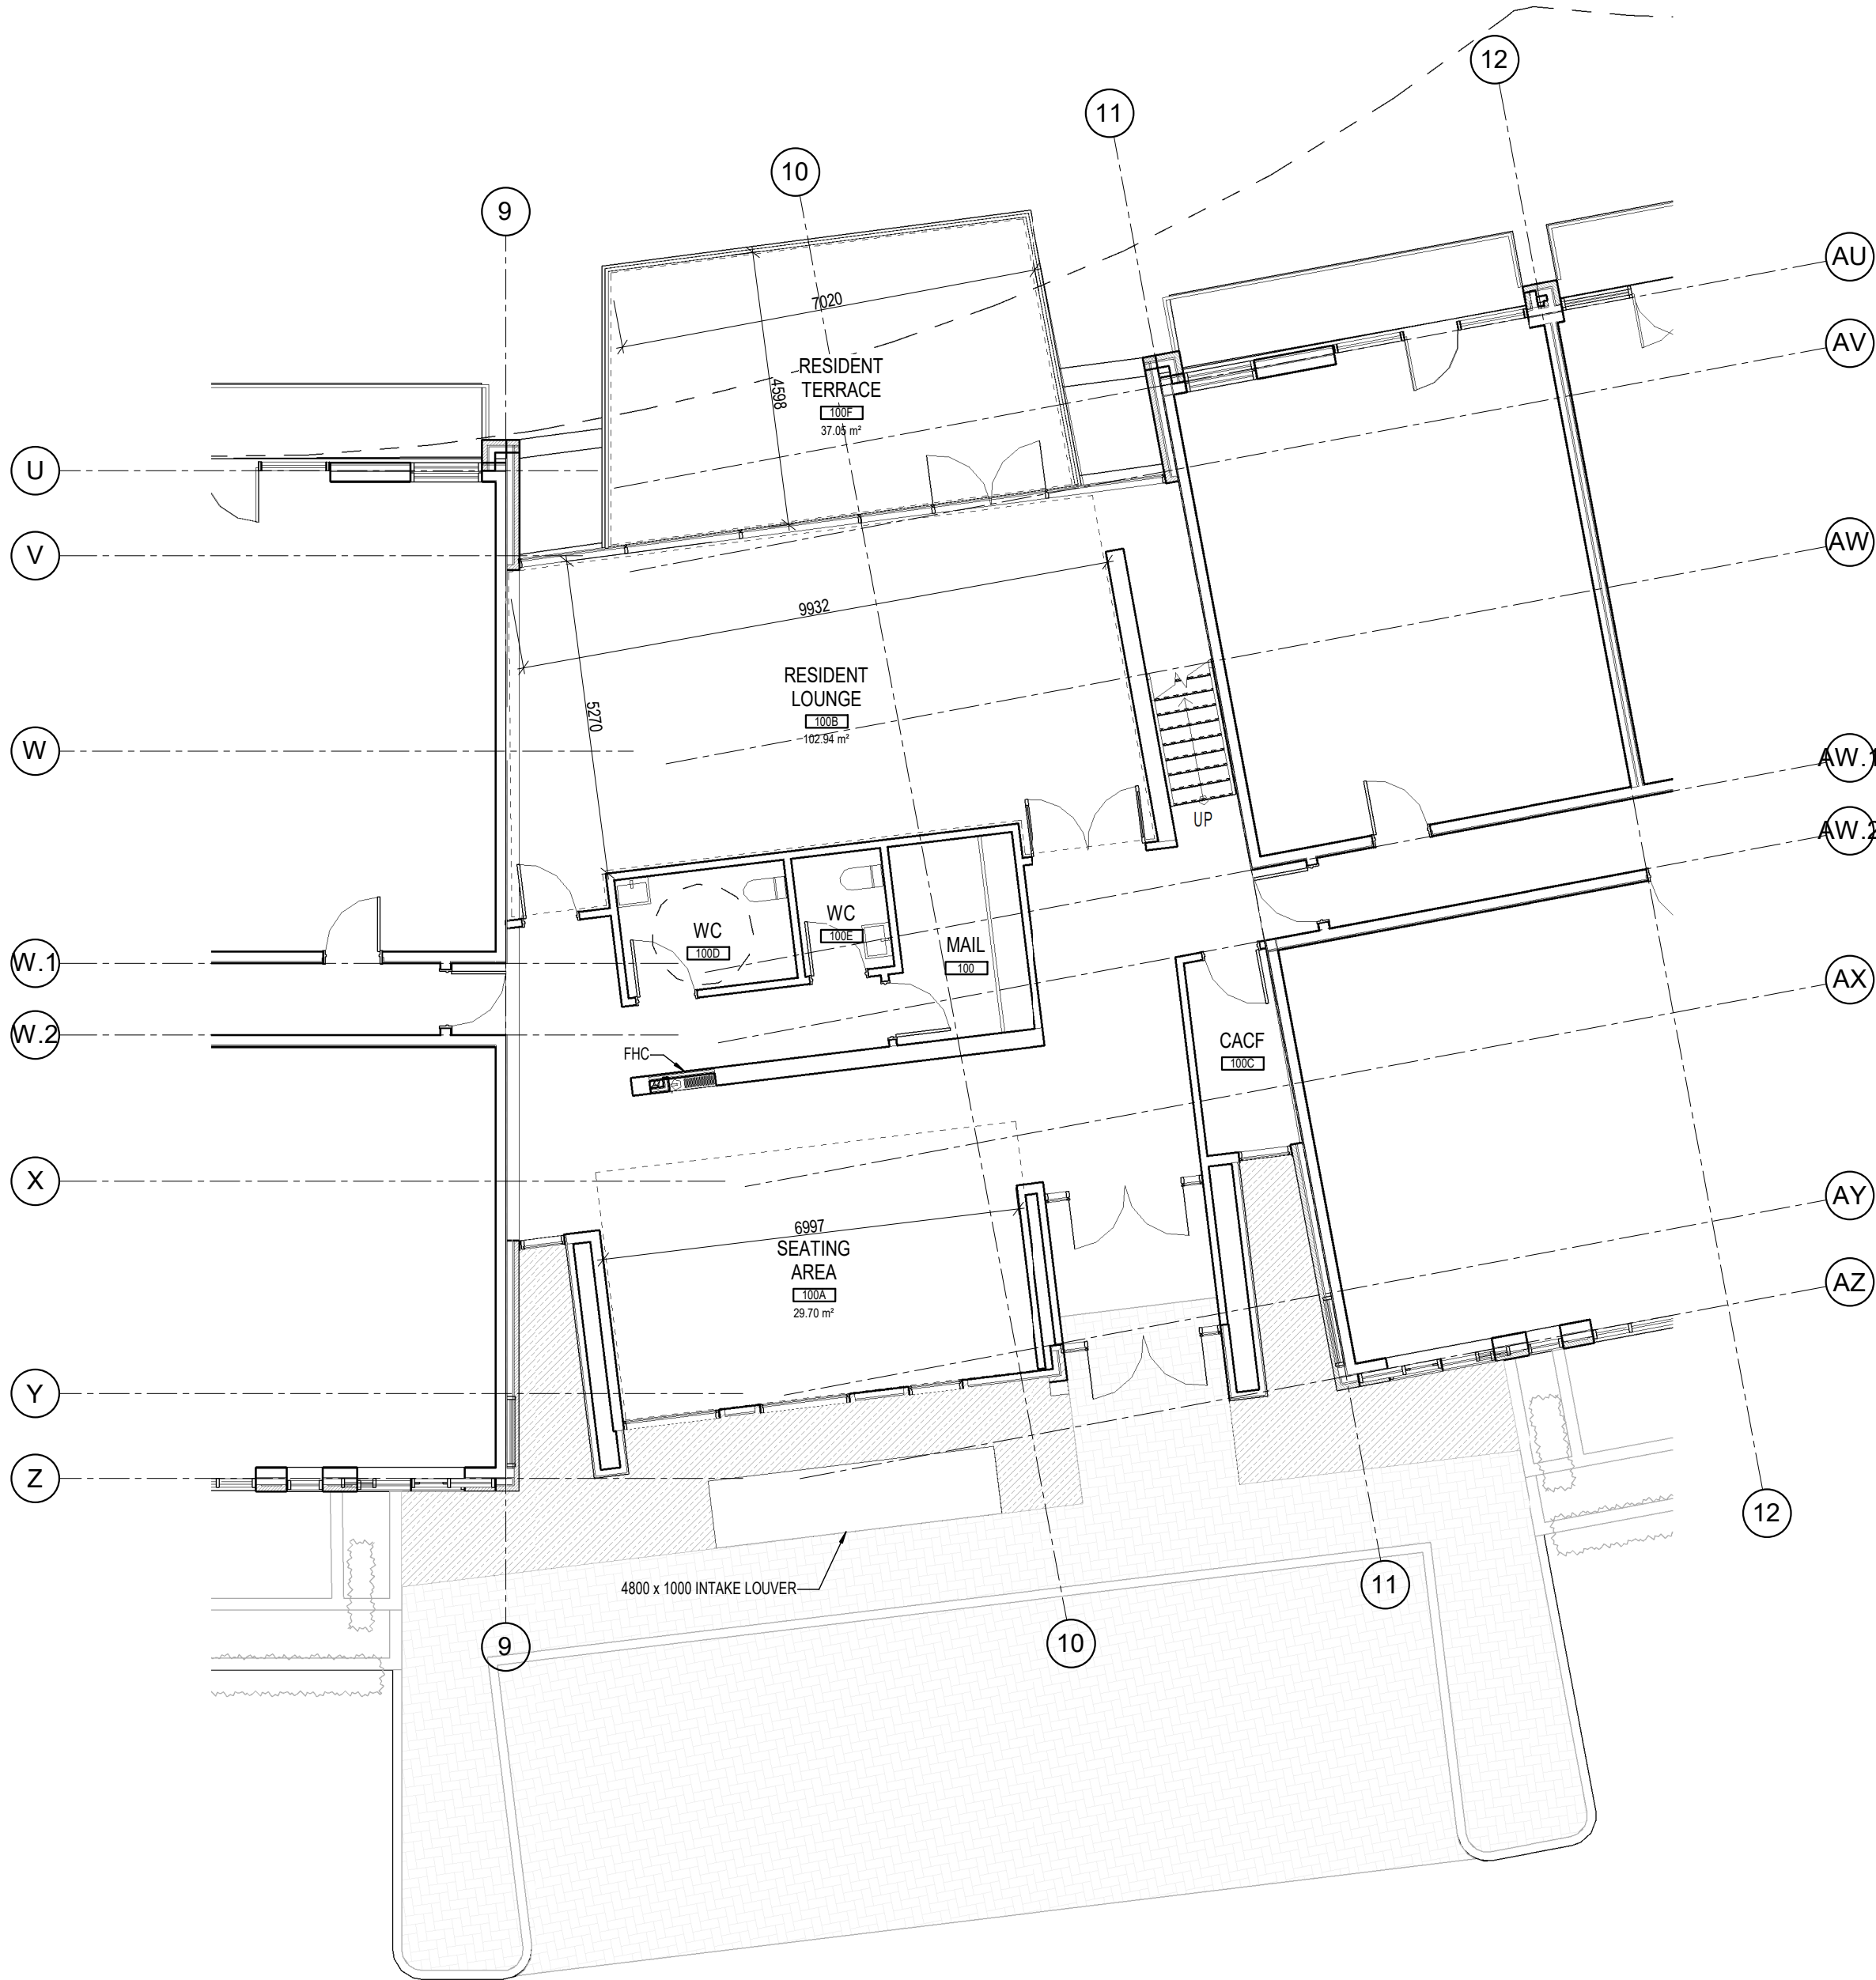 12
11
10
9
AU
7020
AV
RESIDENT
TERRACE
100F
37.05 m²
4598
U
V
AW
9932
RESIDENT
LOUNGE
100B
102.94 m²
5270
W
AW.1
UP
AW.2
WC
100D
WC
100E
MAIL
100
W.1
AX
W.2
FHC
CACF
100C
X
AY
6997
SEATING
AREA
100A
29.70 m²
AZ
Y
Z
12
4800 x 1000 INTAKE LOUVER
11
9
10